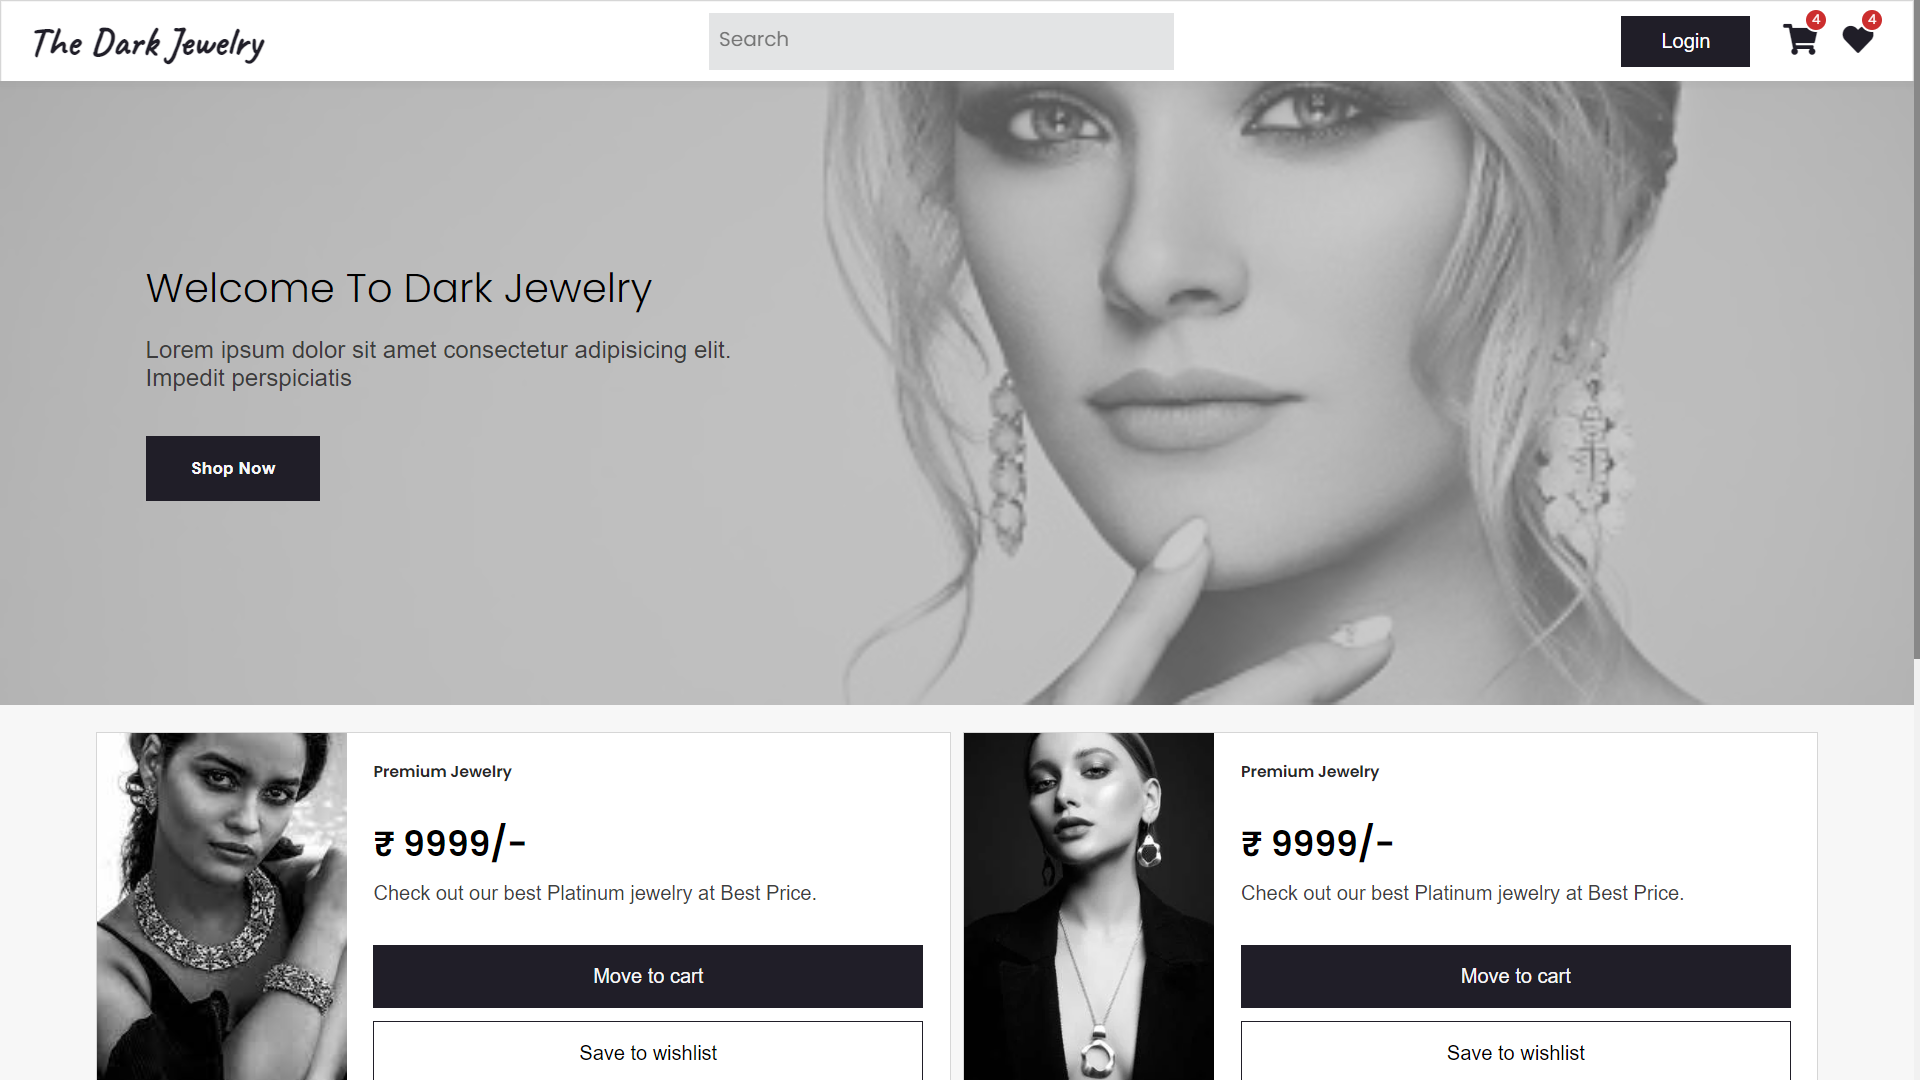 The Dark Jewelry
Search
Login
4
4
Welcome To Dark Jewelry
Lorem ipsum dolor sit amet consectetur adipisicing elit.
Impedit perspiciatis
Shop Now
Premium Jewelry
₹ 9999/-
Check out our best Platinum jewelry at Best Price.
Move to cart
Save to wishlist
Premium Jewelry
₹ 9999/-
Check out our best Platinum jewelry at Best Price.
Move to cart
Save to wishlist